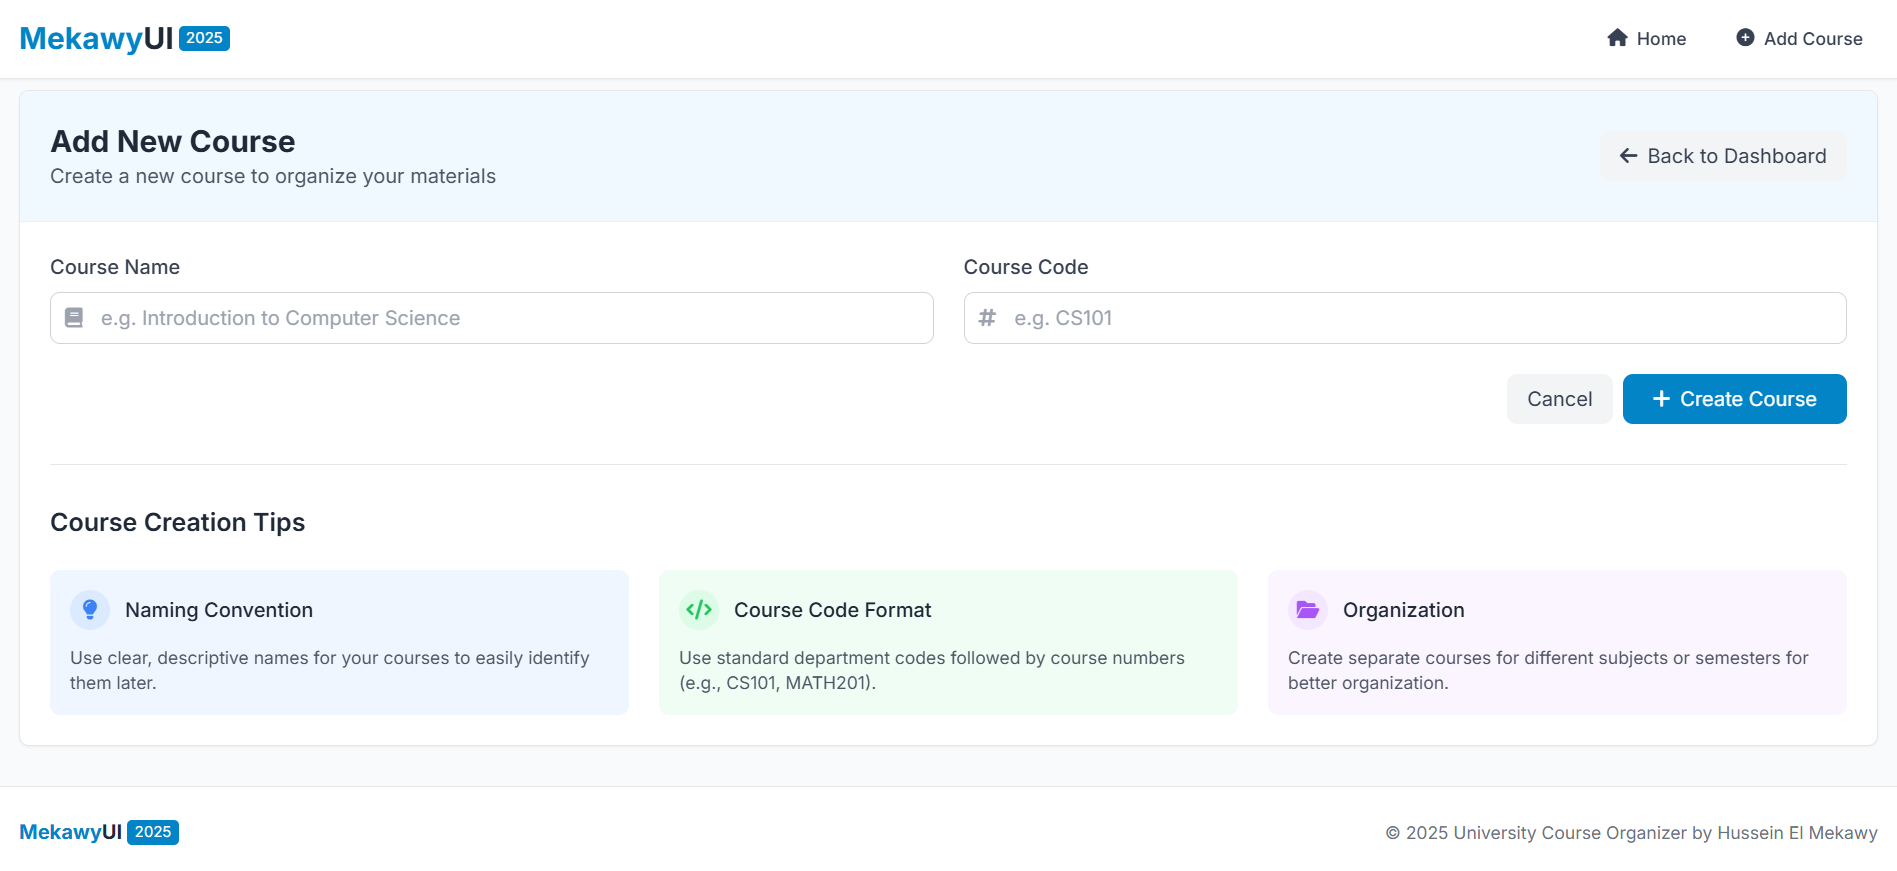 MekawyUI 2025
Home
Add Course
Add New Course
Create a new course to organize your materials
Back to Dashboard
Course Name
Course Code
e.g. Introduction to Computer Science
# e.g. CS101
Cancel
+ Create Course
Course Creation Tips
Naming Convention
Use clear, descriptive names for your courses to easily identify
them later.
</> Course Code Format
Use standard department codes followed by course numbers
(e.g., CS101, MATH201).
Organization
Create separate courses for different subjects or semesters for
better organization.
MekawyUI 2025
© 2025 University Course Organizer by Hussein El Mekawy